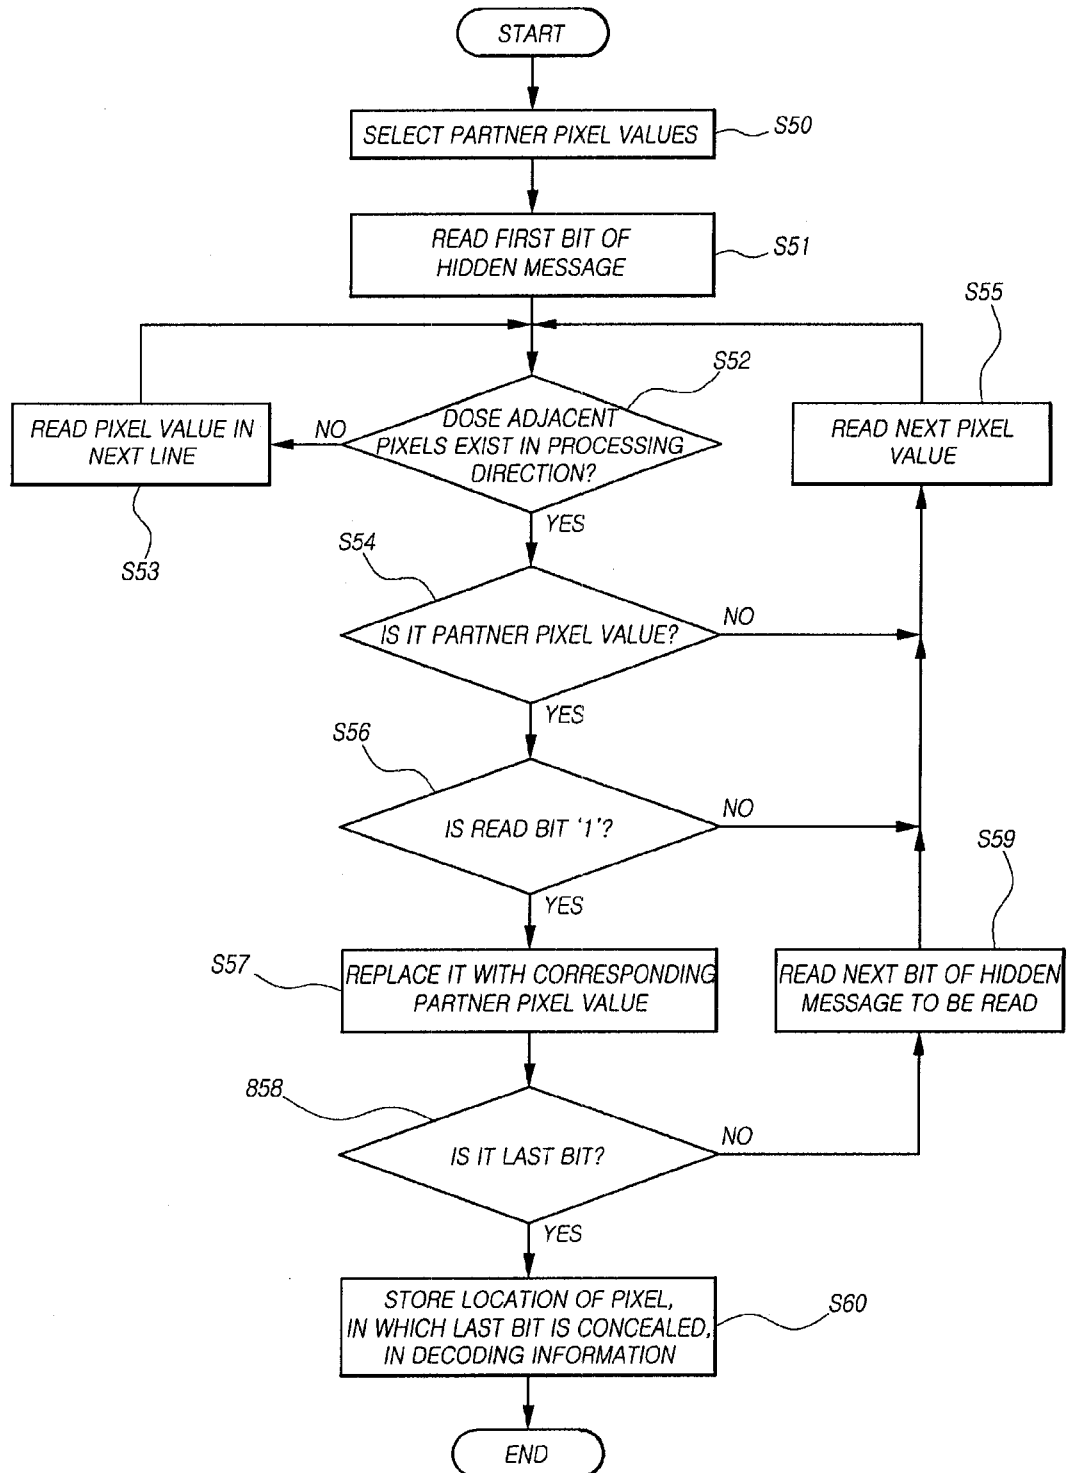 START
SELECT PARTNER PIXEL VALUES
S50
READ FIRST BIT OF
HIDDEN MESSAGE
S51
S55
S52
READ PIXEL VALUE IN
NEXT LINE
NO
DOSE ADJACENT
PIXELS EXIST IN PROCESSING
DIRECTION?
READ NEXT PIXEL
VALUE
YES
S53
S54
IS IT PARTNER PIXEL VALUE?
NO
YES
S56
IS READ BIT '1'?
NO
S59
YES
S57
REPLACE IT WITH CORRESPONDING
PARTNER PIXEL VALUE
READ NEXT BIT OF HIDDEN
MESSAGE TO BE READ
858
IS IT LAST BIT?
NO
YES
STORE LOCATION OF PIXEL,
IN WHICH LAST BIT IS CONCEALED,
IN DECODING INFORMATION
S60
END